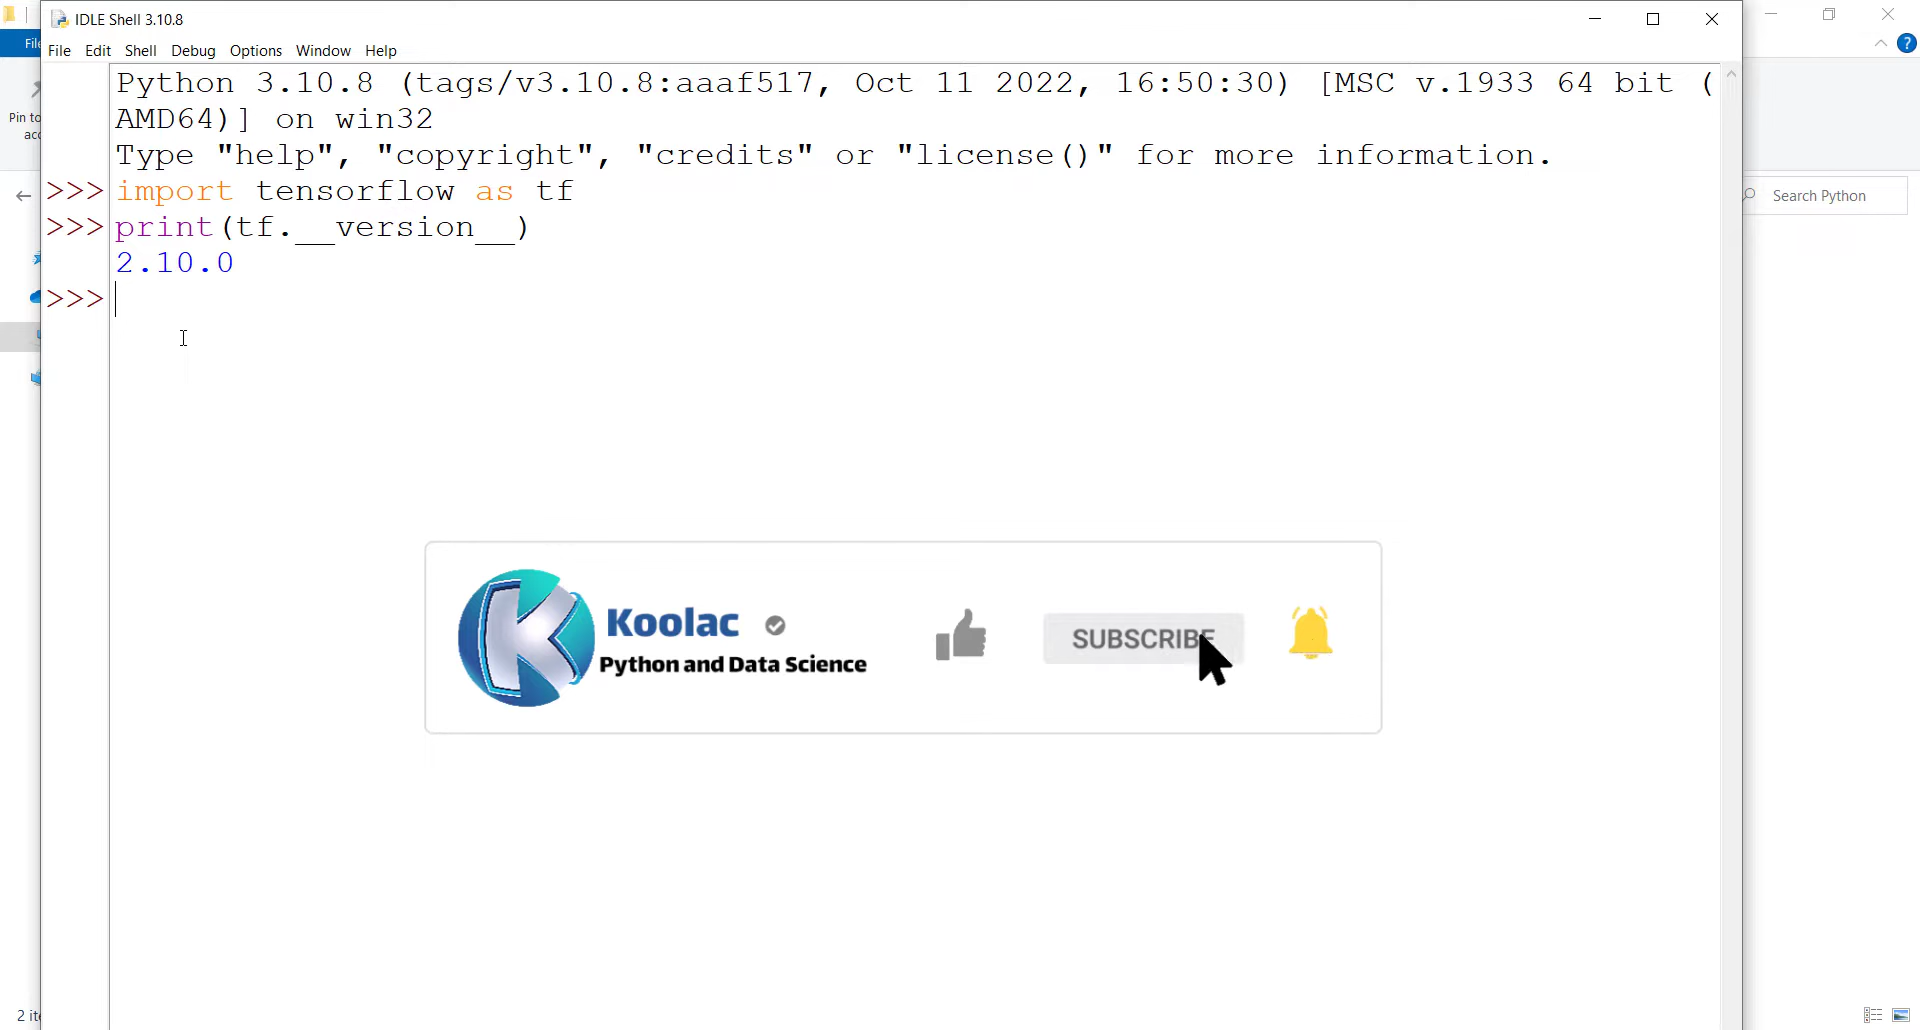 IDLE Shell 3.10.8
File Edit Shell Debug Options Window Help
Python 3.10.8 (tags/v3.10.8:aaaf517, Oct 11 2022, 16:50:30) [MSC v.1933 64 bit (
AMD64)] on win32
Type "help", "copyright", "credits" or "license()" for more information.
>>> import tensorflow as tf
>>> print(tf.__version__)
2.10.0
>>>
Pin to
Search Python
Koolac
Python and Data Science
SUBSCRIBE